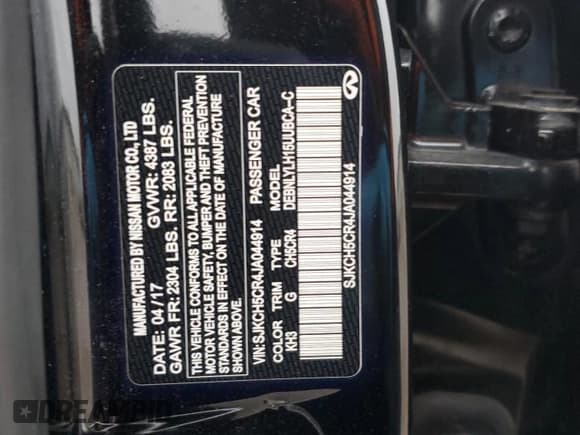 MANUFACTURED BY NISSAN MOTOR CO., LTD
DATE: 04/17 GVWR: 4387 LBS.
GAWR FR: 2304 LBS. RR: 2083 LBS.
THIS VEHICLE CONFORMS TO ALL APPLICABLE FEDERAL
MOTOR VEHICLE SAFETY, BUMPER AND THEFT PREVENTION
STANDARDS IN EFFECT ON THE DATE OF MANUFACTURE
SHOWN ABOVE.
VIN: SJKCH5CR4JA044914 PASSENGER CAR
COLOR TRIM TYPE MODEL
KH3 G CH5CR4 DEBNLYLH15UUBCA-C
SJKCH5CR4JA044914
DREAMBID